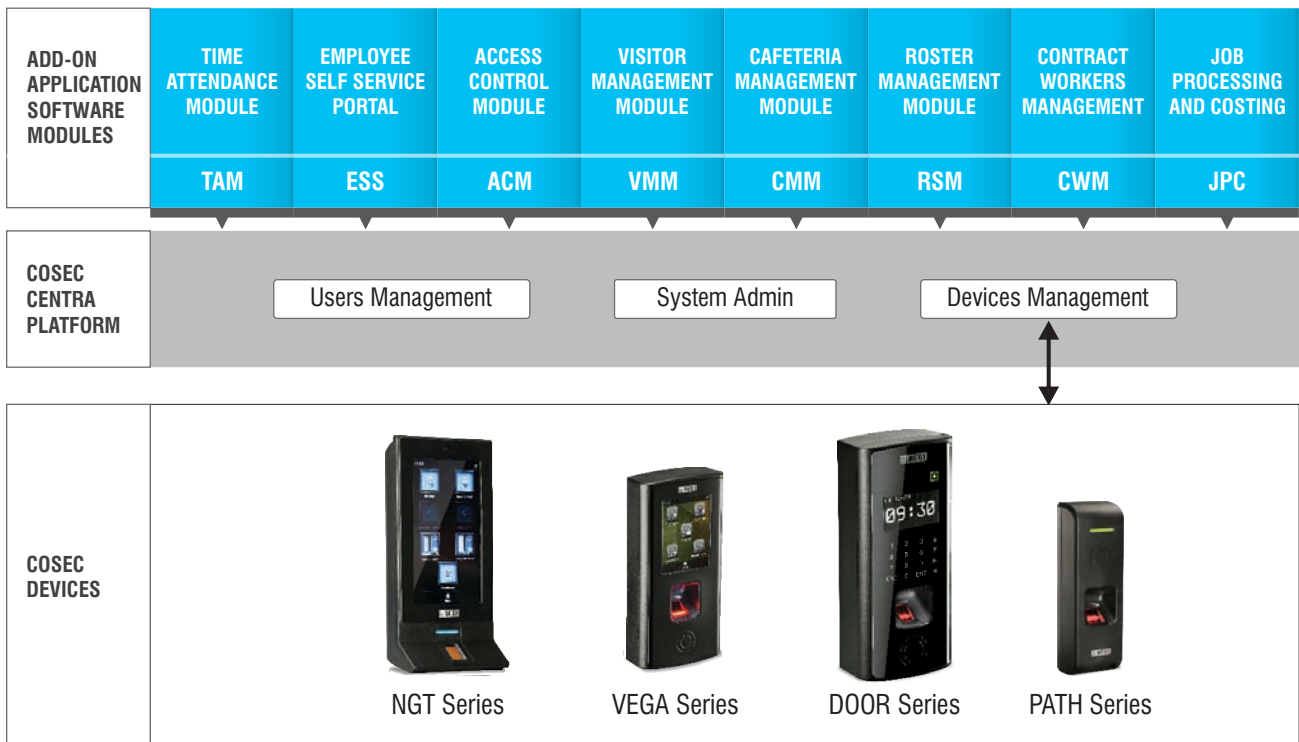 ADD-ON
APPLICATION
SOFTWARE
MODULES
TIME
ATTENDANCE
MODULE
EMPLOYEE
SELF SERVICE
PORTAL
ACCESS
CONTROL
MODULE
VISITOR
MANAGEMENT
MODULE
CAFETERIA
MANAGEMENT
MODULE
ROSTER
MANAGEMENT
MODULE
CONTRACT
WORKERS
MANAGEMENT
JOB
PROCESSING
AND COSTING
TAM
ESS
ACM
VMM
CMM
RSM
CWM
JPC
COSEC
CENTRA
PLATFORM
Users Management
System Admin
Devices Management
COSEC
DEVICES
09:30
NGT Series
VEGA Series
DOOR Series
PATH Series